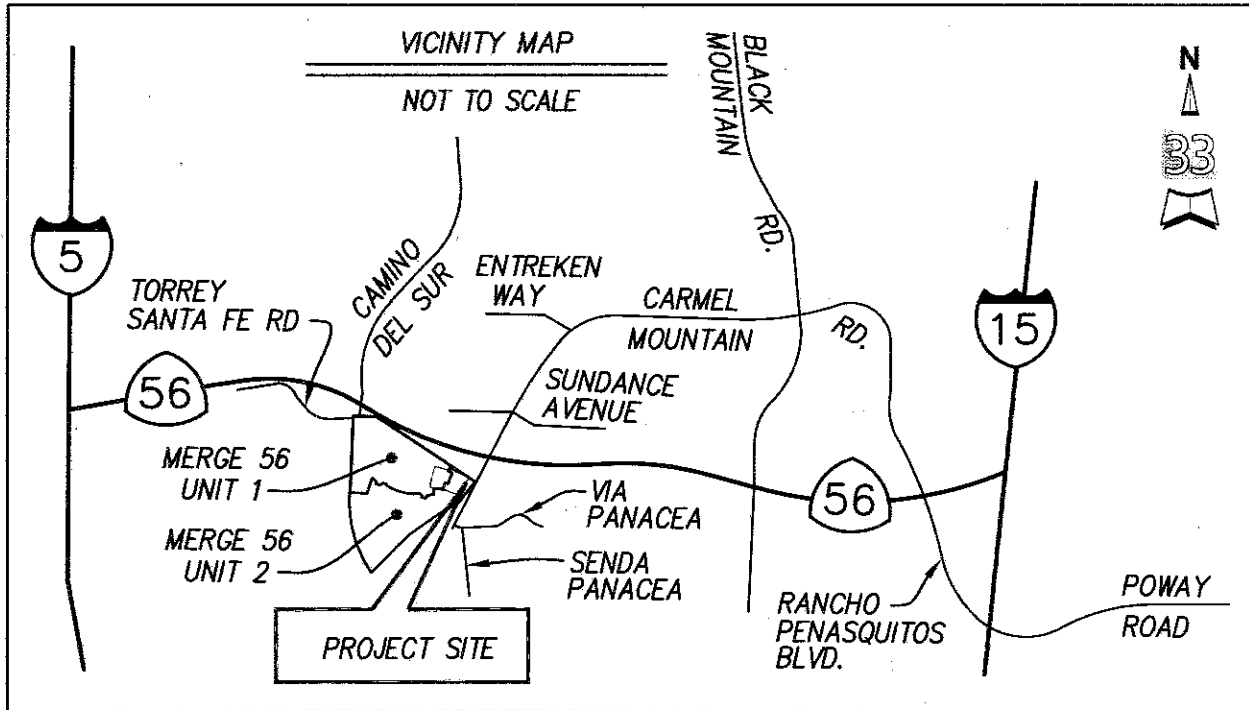 VICINITY MAP
NOT TO SCALE
BLACK
MOUNTAIN
RD.
N
33
5
TORREY
SANTA FE RD
CAMINO
DEL SUR
ENTREKEN
WAY
CARMEL
MOUNTAIN
RD.
15
56
SUNDANCE
AVENUE
MERGE 56
UNIT 1
MERGE 56
UNIT 2
VIA
PANACEA
SENDA
PANACEA
56
RANCHO
PENASQUITOS
BLVD.
POWAY
ROAD
PROJECT SITE